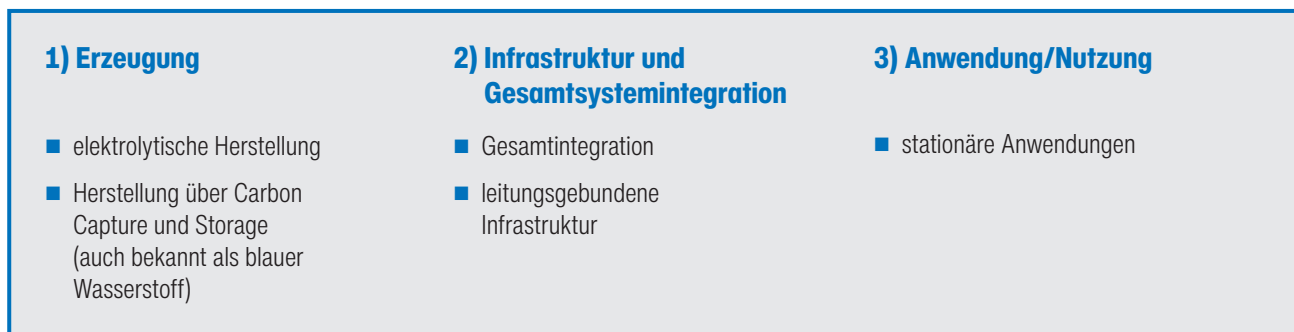 1) Erzeugung
■ elektrolytische Herstellung
■ Herstellung über Carbon
Capture und Storage
(auch bekannt als blauer
Wasserstoff)
2) Infrastruktur und
Gesamtsystemintegration
■ Gesamtintegration
■ leitungsgebundene
Infrastruktur
3) Anwendung/Nutzung
■ stationäre Anwendungen